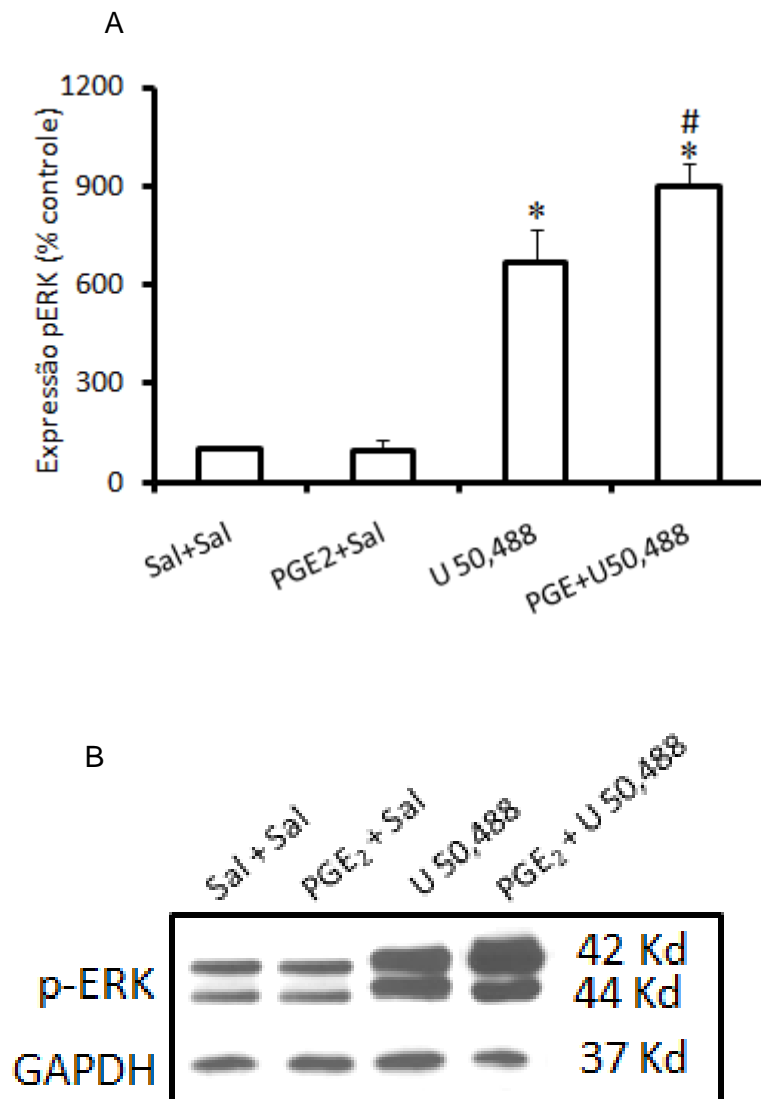 A
Expressão pERK (% controle)
1200
900
600
300
0
*
#
*
Sal+Sal
PGE2+Sal
U 50,488
PGE+U50,488
B
Sal + Sal
PGE₂ + Sal
U 50,488
PGE₂ + U 50,488
p-ERK
42 Kd
44 Kd
GAPDH
37 Kd